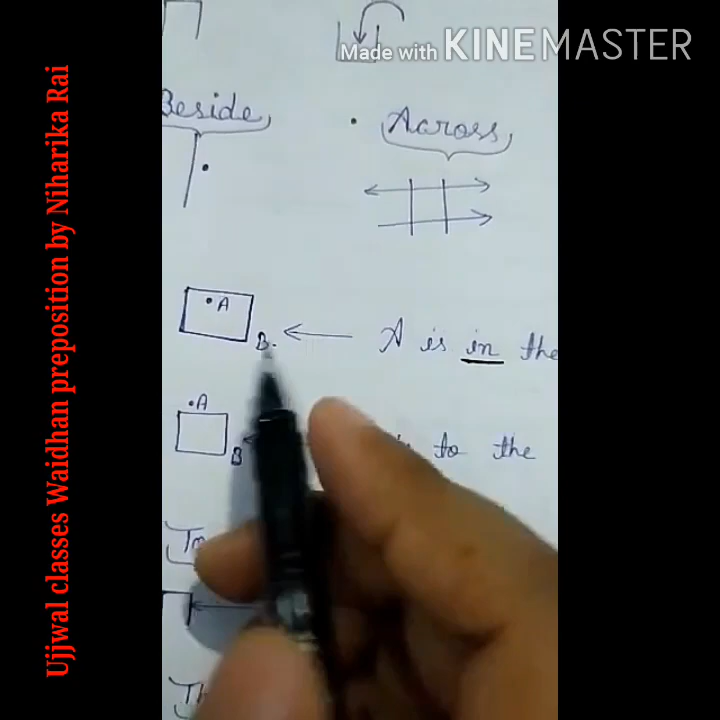 Made with KINEMASTER
Ujjwal classes Waidhan preposition by Niharika Rai
Beside
Across
A
B.
A is in the
A
B
to the